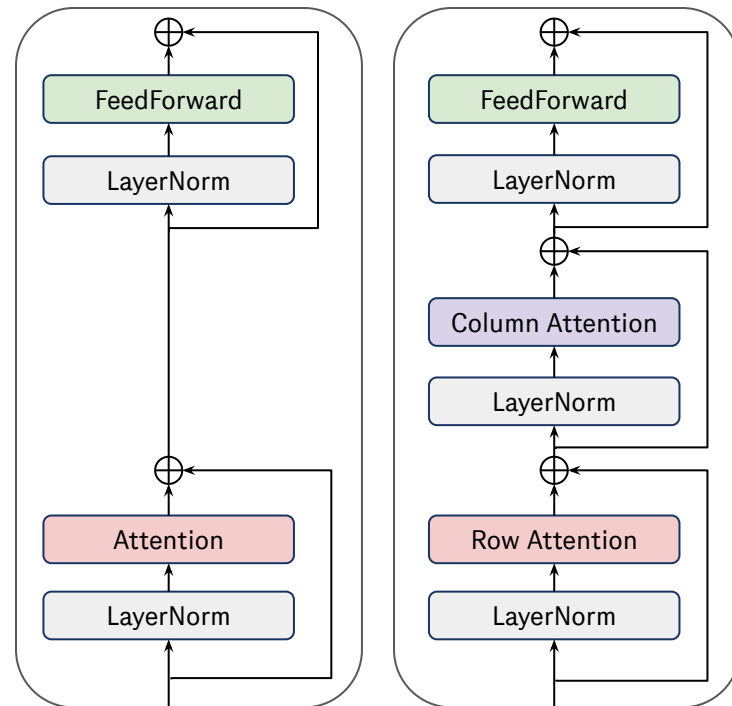 FeedForward
LayerNorm
Attention
LayerNorm
FeedForward
LayerNorm
Column Attention
LayerNorm
Row Attention
LayerNorm